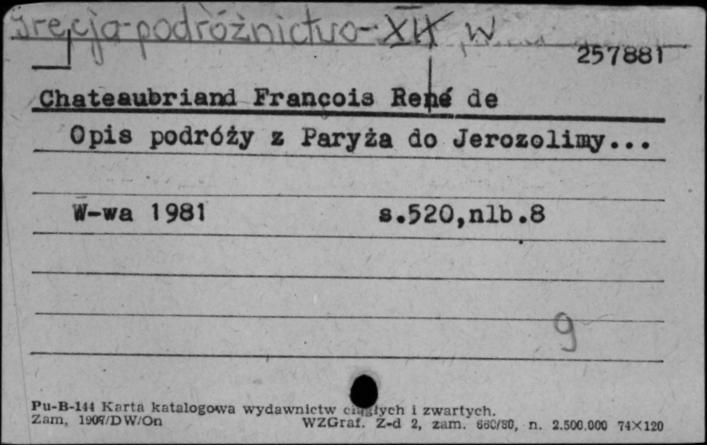 Grecja-podróżnictwo-XIX w
257881
Chateaubriand François René de
Opis podróży z Paryża do Jerozolimy...
W-wa 1981 s.520,nlb.8
9
Pu-B-144 Karta katalogowa wydawnictw ciągłych i zwartych.
Zam, 1907/DW/On WZGraf. Z-d 2, zam. 660/80, n. 2.500.000 74×120